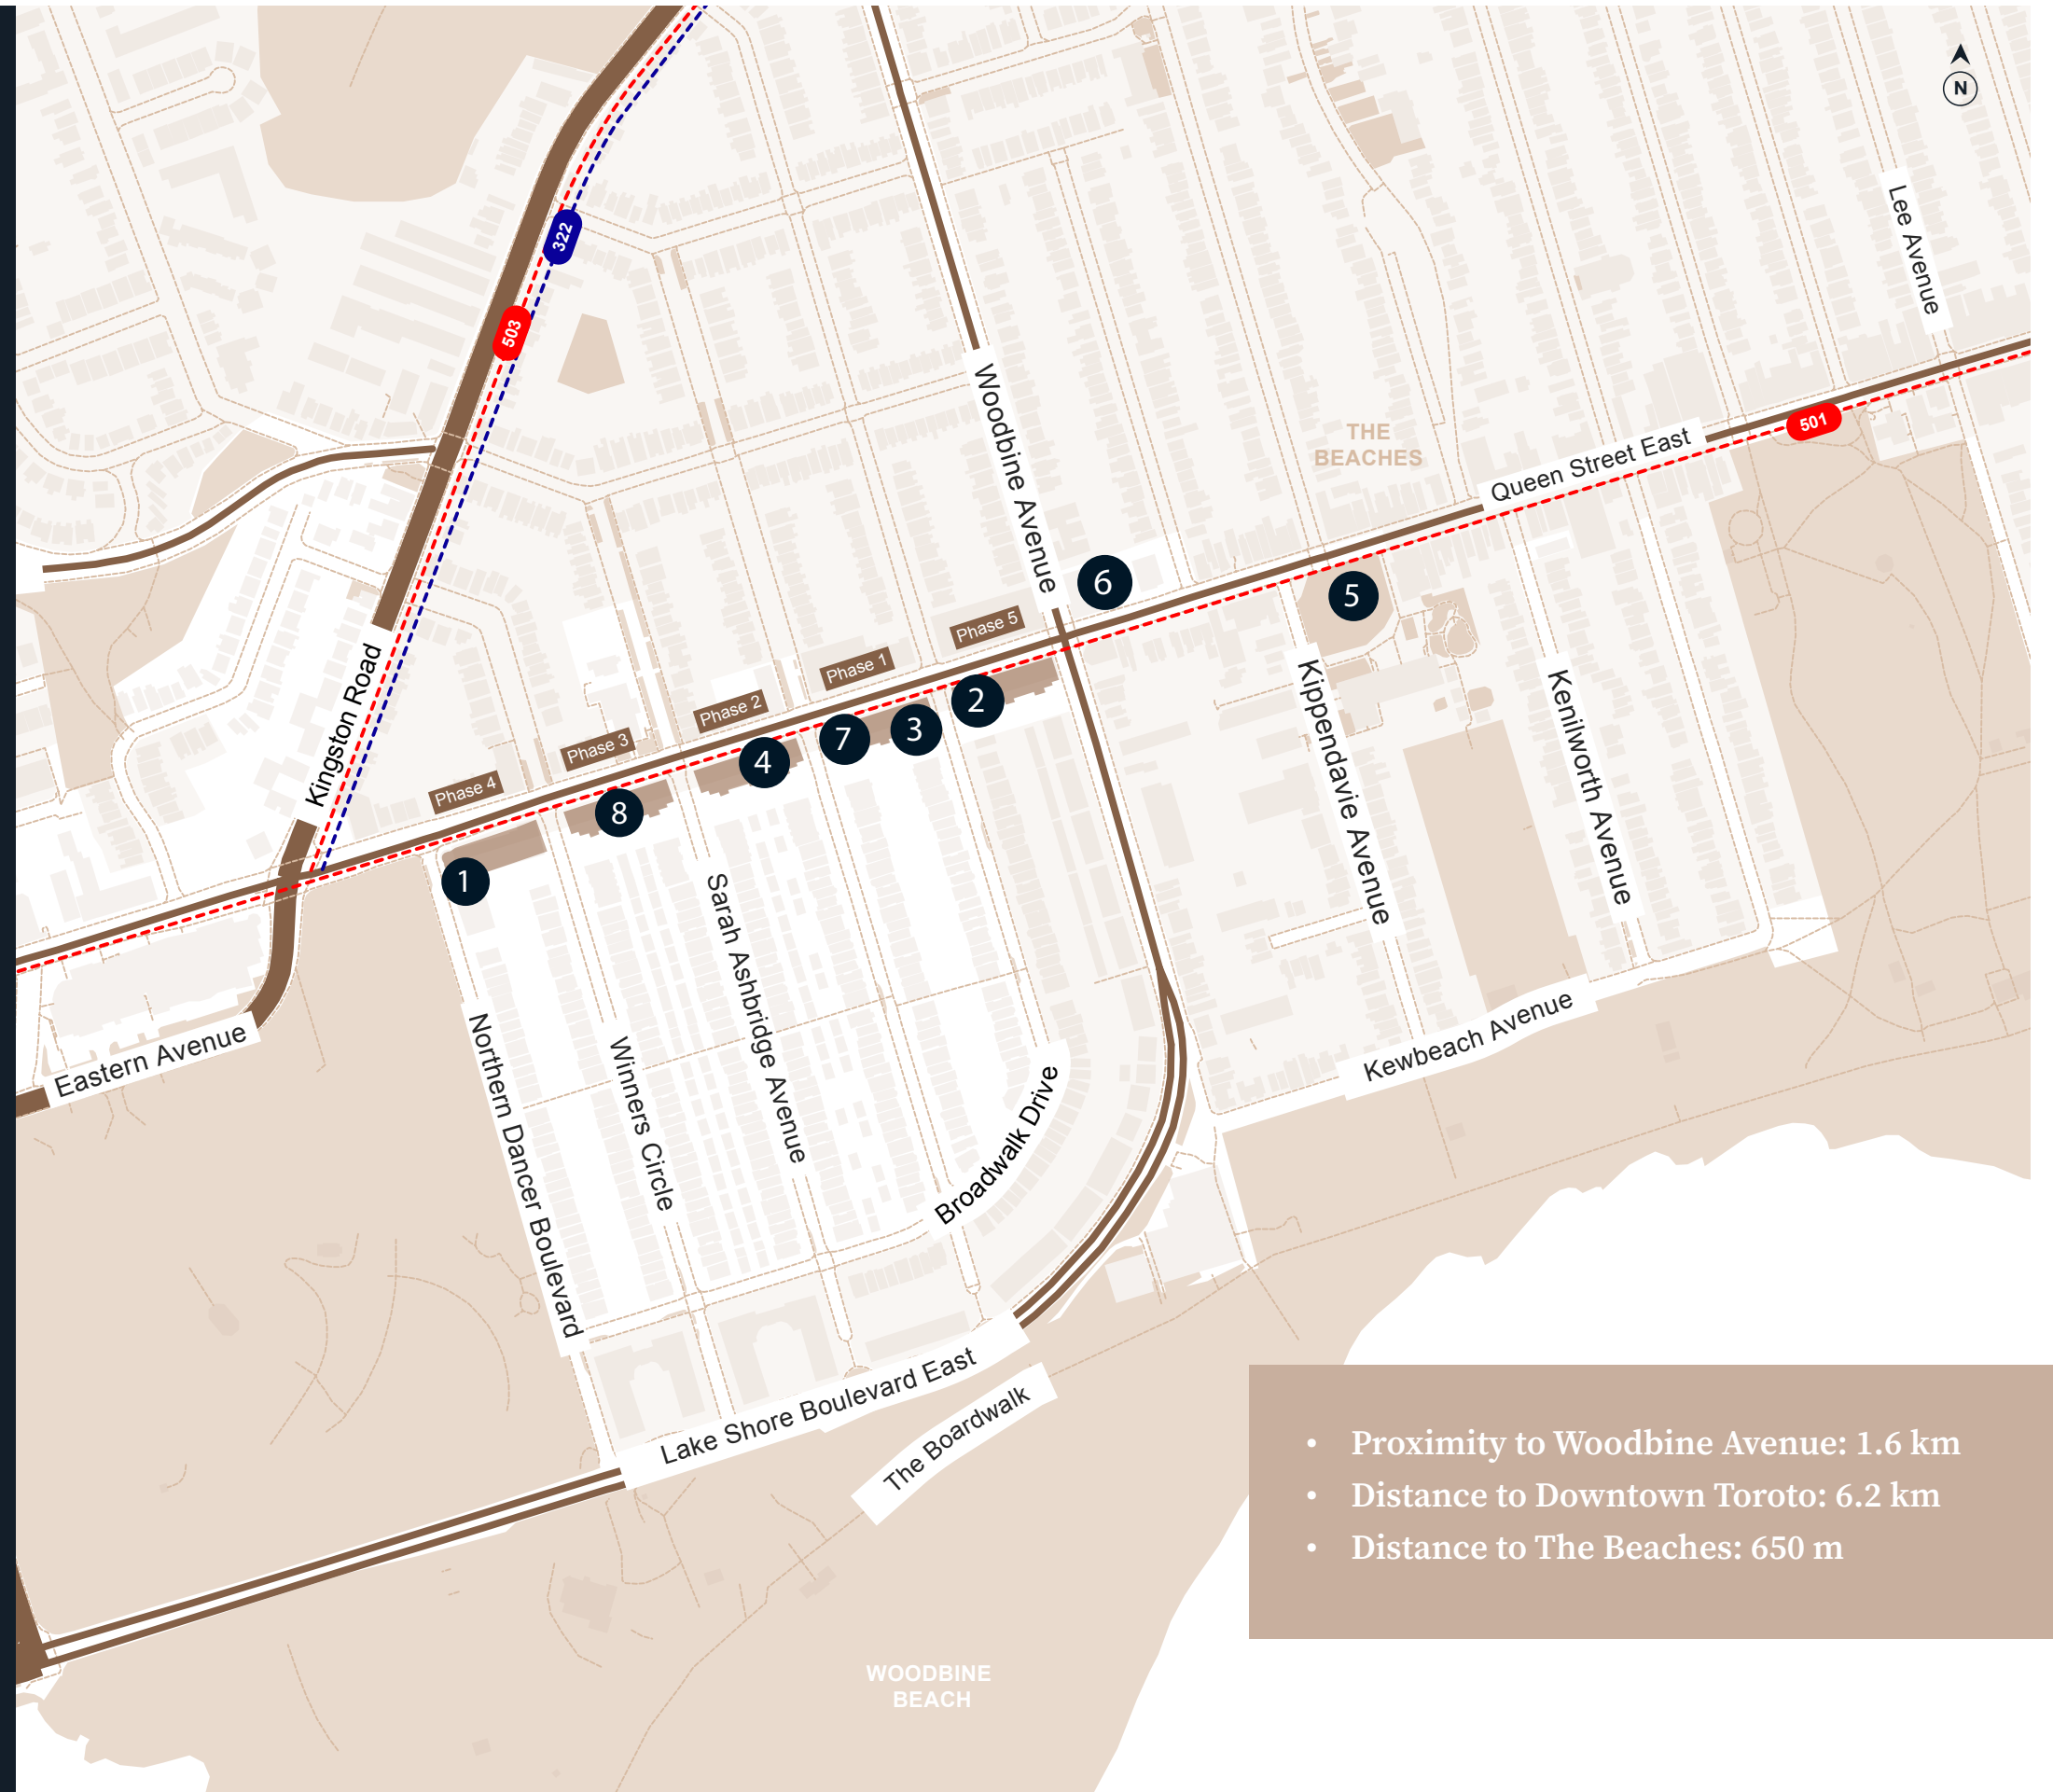 N
322
503
Lee Avenue
Woodbine Avenue
THE
BEACHES
Queen Street East
501
6
5
Phase 5
Phase 1
Phase 2
Phase 3
Phase 4
2
3
7
4
8
1
Kingston Road
Kippendavie Avenue
Kenilworth Avenue
Sarah Ashbridge Avenue
Northern Dancer Boulevard
Winners Circle
Broadwalk Drive
Eastern Avenue
Kewbeach Avenue
Lake Shore Boulevard East
The Boardwalk
• Proximity to Woodbine Avenue: 1.6 km
• Distance to Downtown Toroto: 6.2 km
• Distance to The Beaches: 650 m
WOODBINE
BEACH